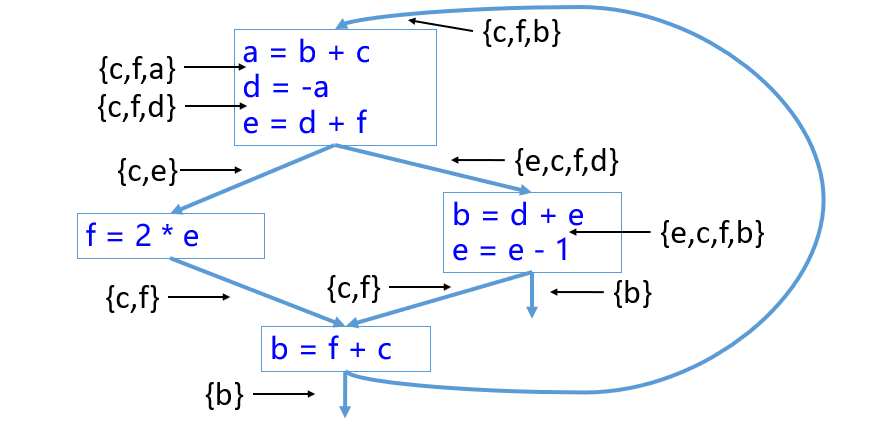 {c,f,b}
a = b + c
{c,f,a}
d = -a
{c,f,d}
e = d + f
{c,e}
{e,c,f,d}
f = 2 * e
b = d + e
{e,c,f,b}
e = e - 1
{c,f}
{c,f}
{b}
b = f + c
{b}